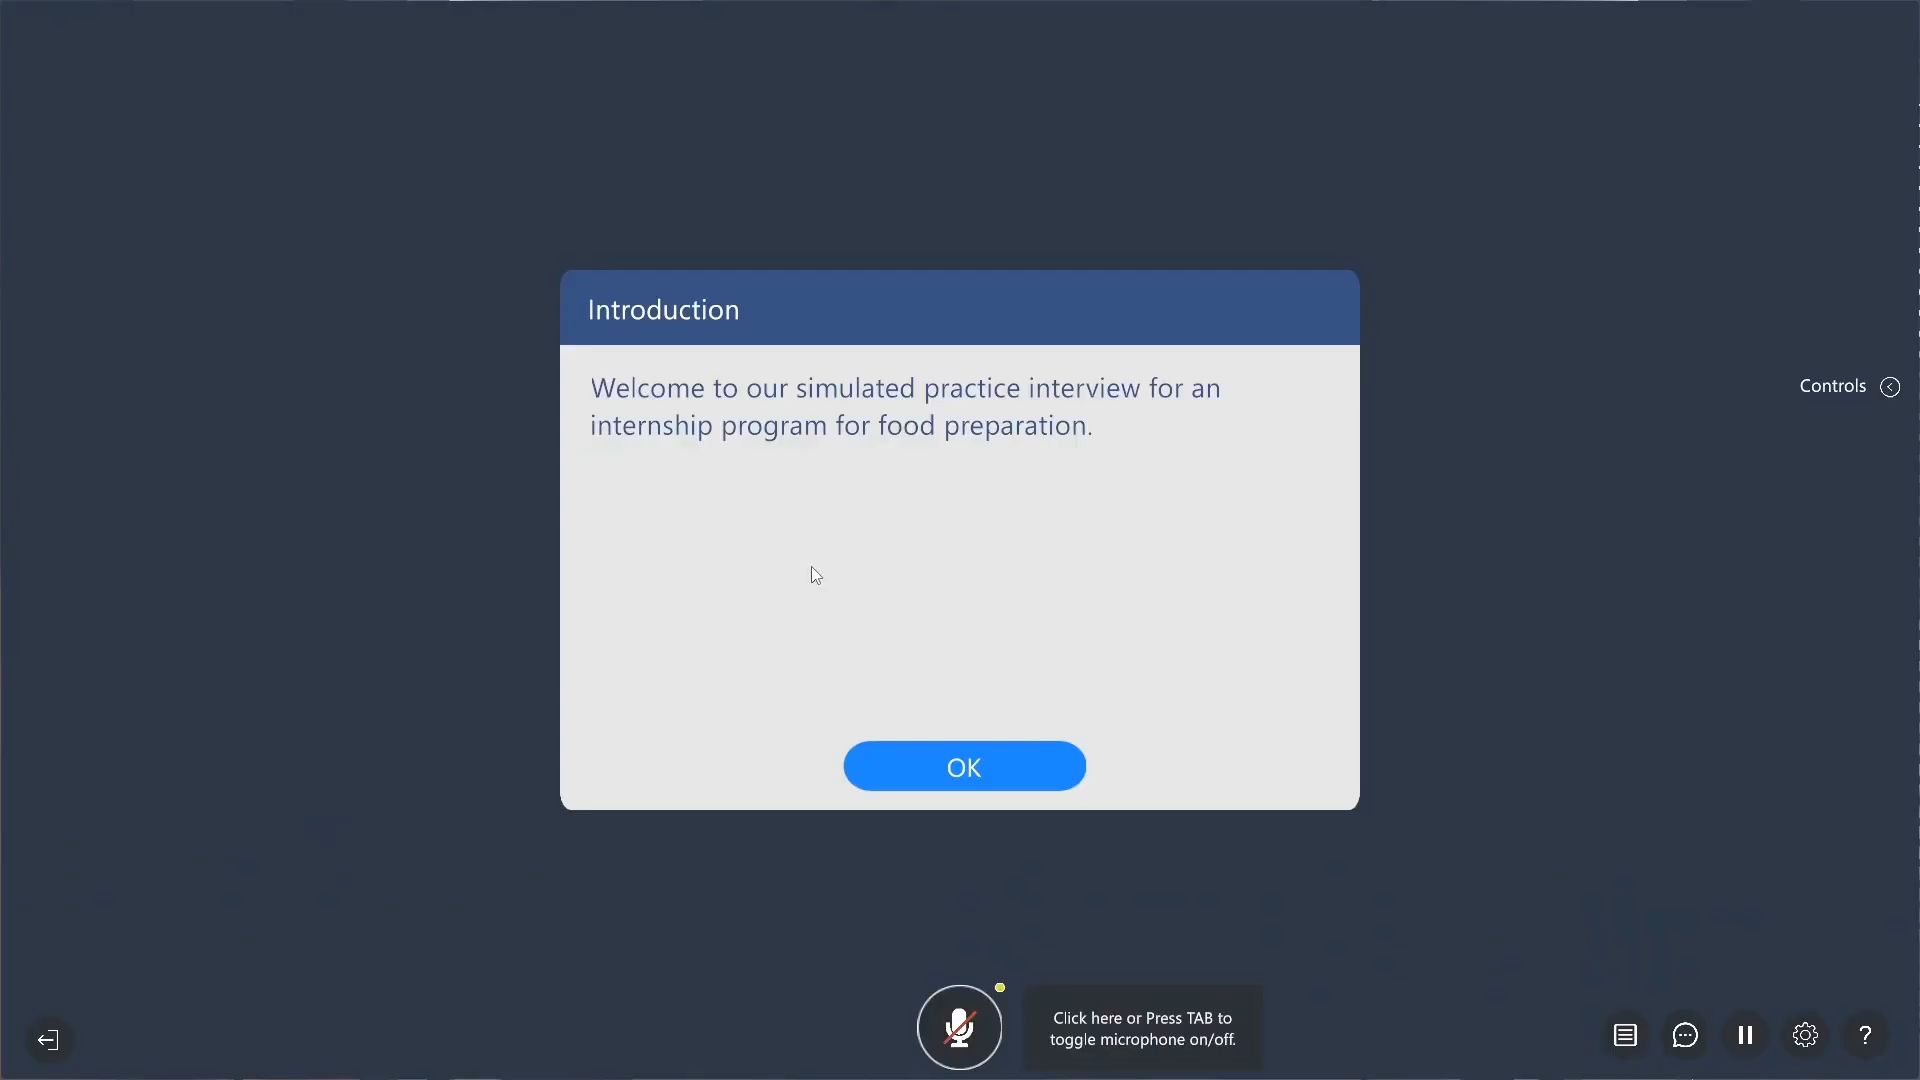 Introduction
Welcome to our simulated practice interview for an
internship program for food preparation.
Controls
OK
Click here or Press TAB to
toggle microphone on/off.
?